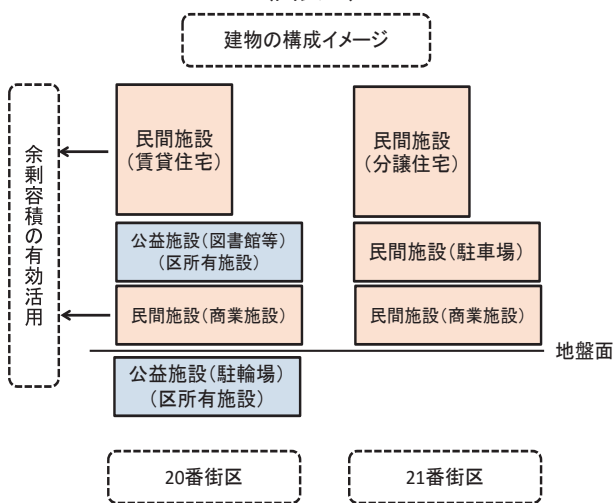 建物の構成イメージ
余剰容積の有効活用
民間施設
(賃貸住宅)
公益施設(図書館等)
(区所有施設)
民間施設(商業施設)
公益施設(駐輪場)
(区所有施設)
20番街区
民間施設
(分譲住宅)
民間施設(駐車場)
民間施設(商業施設)
地盤面
21番街区